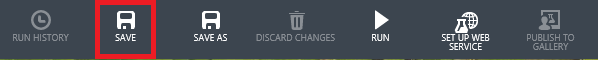 RUN HISTORY
SAVE
SAVE AS
DISCARD CHANGES
RUN
SET UP WEB
SERVICE
PUBLISH TO
GALLERY